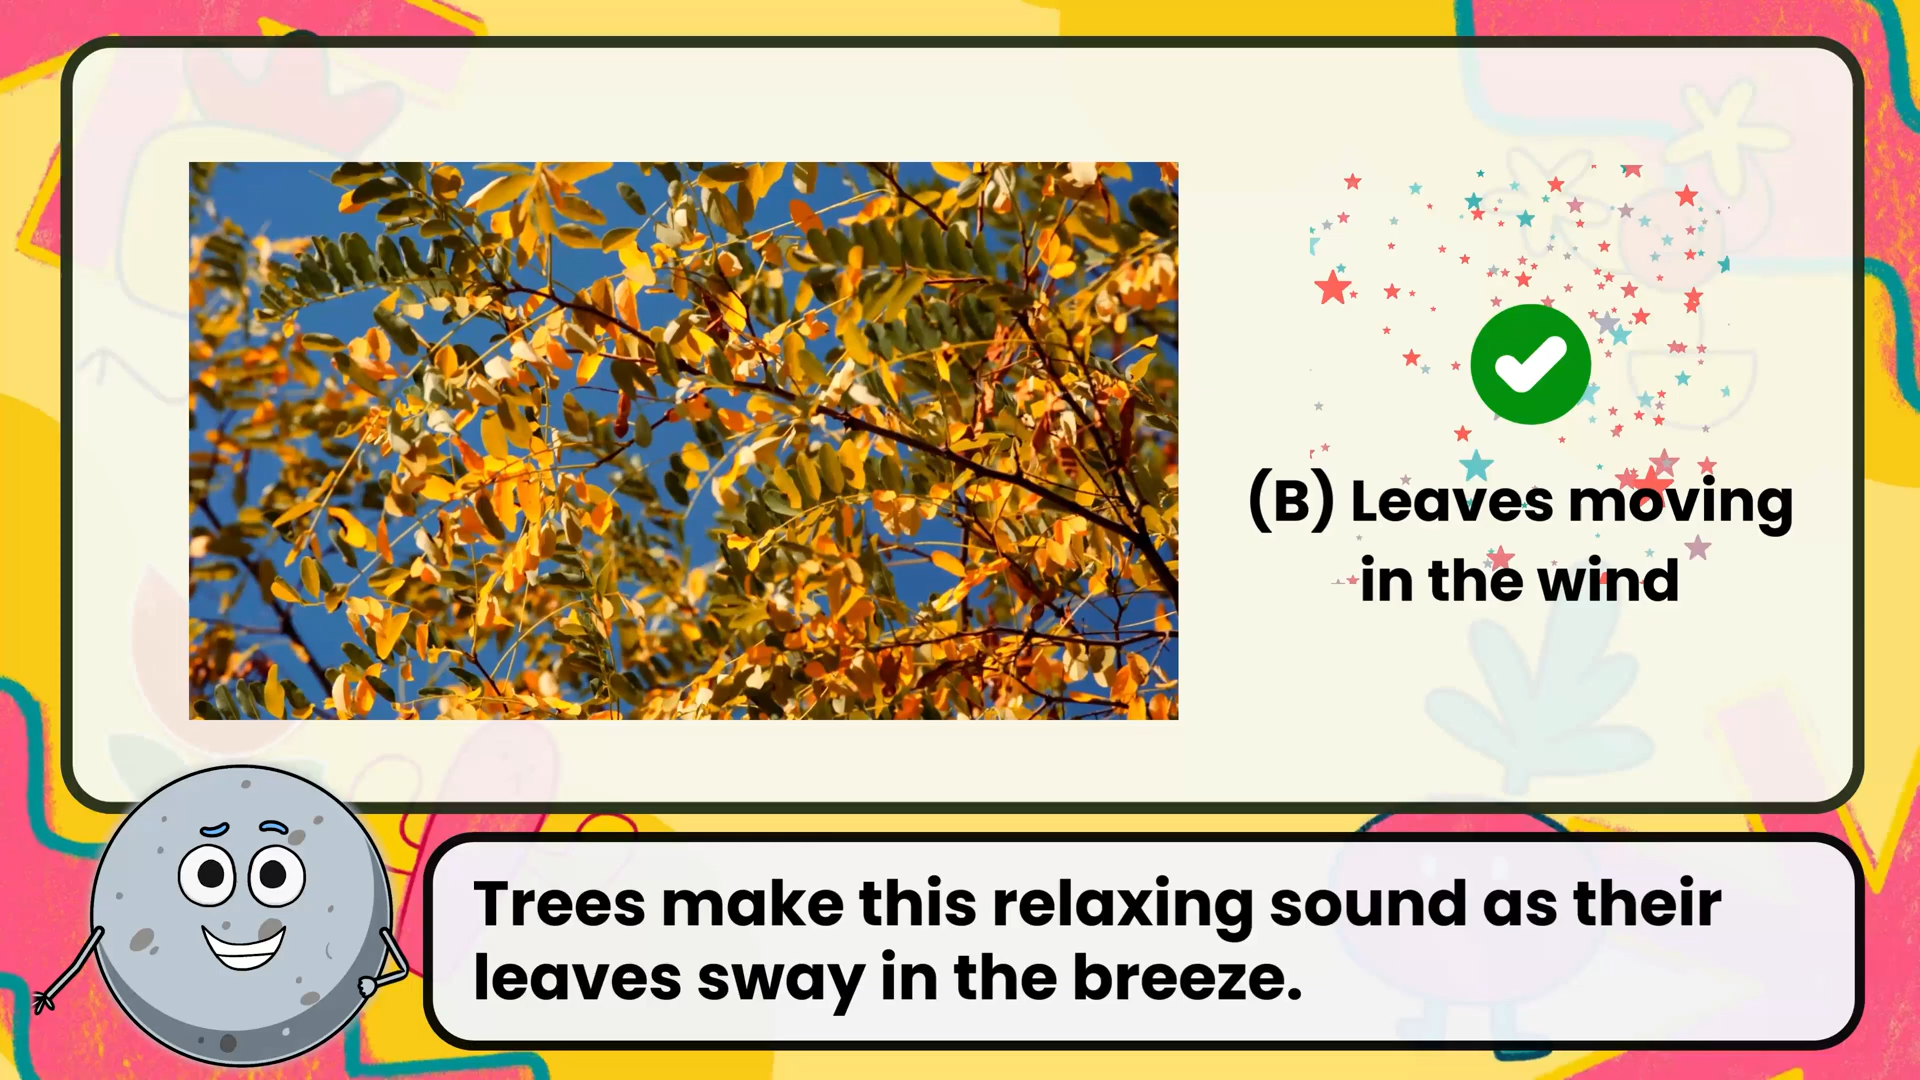 (B) Leaves moving
in the wind
Trees make this relaxing sound as their
leaves sway in the breeze.